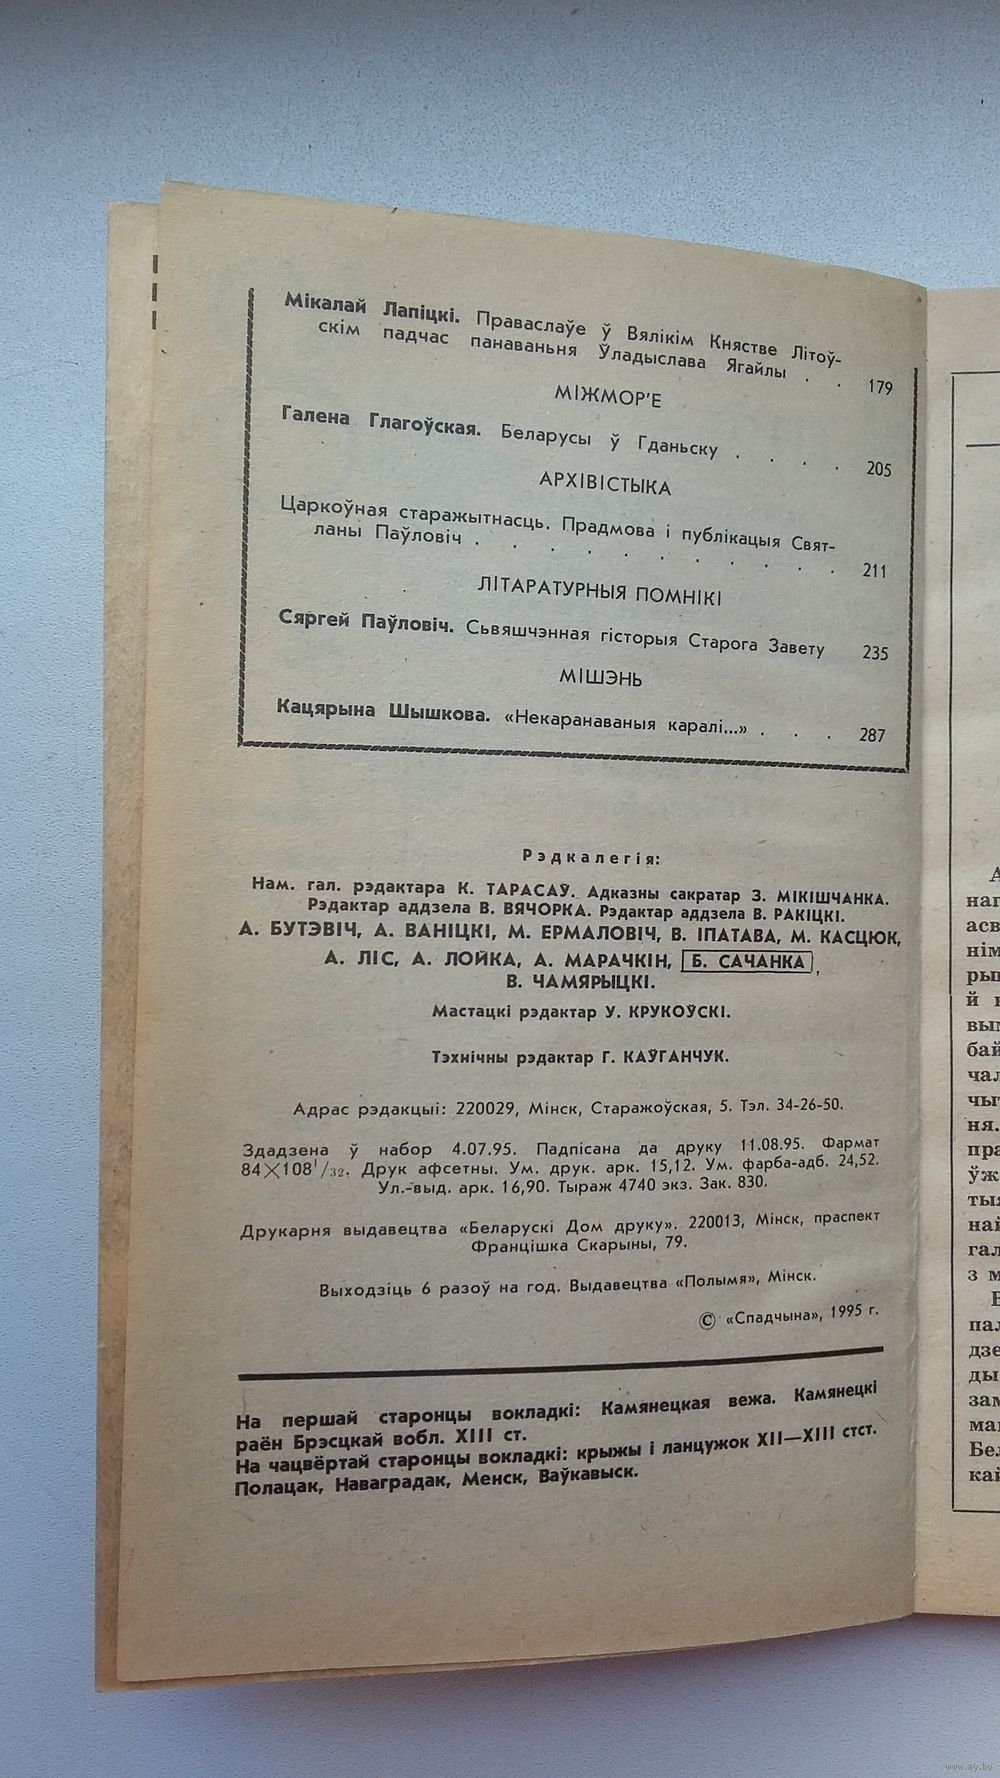 Мікалай Лапіцкі. Праваслаўе ў Вялікім Княстве Літоў-
скім падчас панаваньня Ўладыслава Ягайлы . . 179
МІЖМОР'Е
Галена Глагоўская. Беларусы ў Гданьску . . . . 205
АРХІВІСТЫКА
Царкоўная старажытнасць. Прадмова і публікацыя Свят-
ланы Паўловіч . . . . . . . . . . 211
ЛІТАРАТУРНЫЯ ПОМНІКІ
Сяргей Паўловіч. Сьвяшчэнная гісторыя Старога Завету 235
МІШЭНЬ
Кацярына Шышкова. «Некаранаваныя каралі...» . . . 287
Рэдкалегія:
Нам. гал. рэдактара К. ТАРАСАЎ. Адказны сакратар З. МІКІШЧАНКА.
Рэдактар аддзела В. ВЯЧОРКА. Рэдактар аддзела В. РАКІЦКІ.
А. БУТЭВІЧ, А. ВАНІЦКІ, М. ЕРМАЛОВІЧ, В. ІПАТАВА, М. КАСЦЮК,
А. ЛІС, А. ЛОЙКА, А. МАРАЧКІН, Б. САЧАНКА,
В. ЧАМЯРЫЦКІ.
Мастацкі рэдактар У. КРУКОЎСКІ.
Тэхнічны рэдактар Г. КАЎГАНЧУК.
Адрас рэдакцыі: 220029, Мінск, Старажоўская, 5. Тэл. 34-26-50.
Здадзена ў набор 4.07.95. Падпісана да друку 11.08.95. Фармат
84×108¹/₃₂. Друк афсетны. Ум. друк. арк. 15,12. Ум. фарба-адб. 24,52.
Ул.-выд. арк. 16,90. Тыраж 4740 экз. Зак. 830.
Друкарня выдавецтва «Беларускі Дом друку». 220013, Мінск, праспект
Францішка Скарыны, 79.
Выходзіць 6 разоў на год. Выдавецтва «Полымя», Мінск.
© «Спадчына», 1995 г.
На першай старонцы вокладкі: Камянецкая вежа. Камянецкі
раён Брэсцкай вобл. XIII ст.
На чацвёртай старонцы вокладкі: крыжы і ланцужок XII—XIII стст.
Полацак, Наваградак, Менск, Ваўкавыск.
www.ay.by